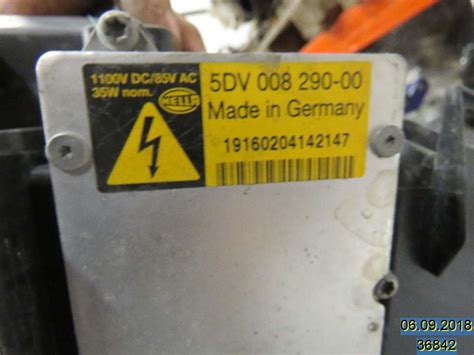 1100V DC/85V AC
35W nom.
HELLA
5DV 008 290-00
Made in Germany
19160204142147
06.09.2018
36842